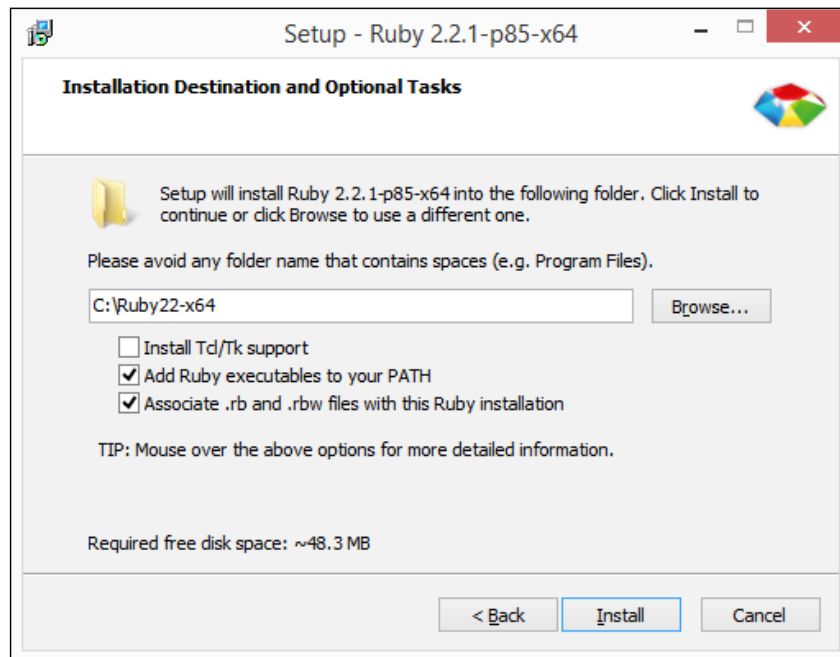 Setup - Ruby 2.2.1-p85-x64
Installation Destination and Optional Tasks
Setup will install Ruby 2.2.1-p85-x64 into the following folder. Click Install to
continue or click Browse to use a different one.
Please avoid any folder name that contains spaces (e.g. Program Files).
C:\Ruby22-x64
Browse...
Install Tcl/Tk support
Add Ruby executables to your PATH
Associate .rb and .rbw files with this Ruby installation
TIP: Mouse over the above options for more detailed information.
Required free disk space: ~48.3 MB
< Back
Install
Cancel